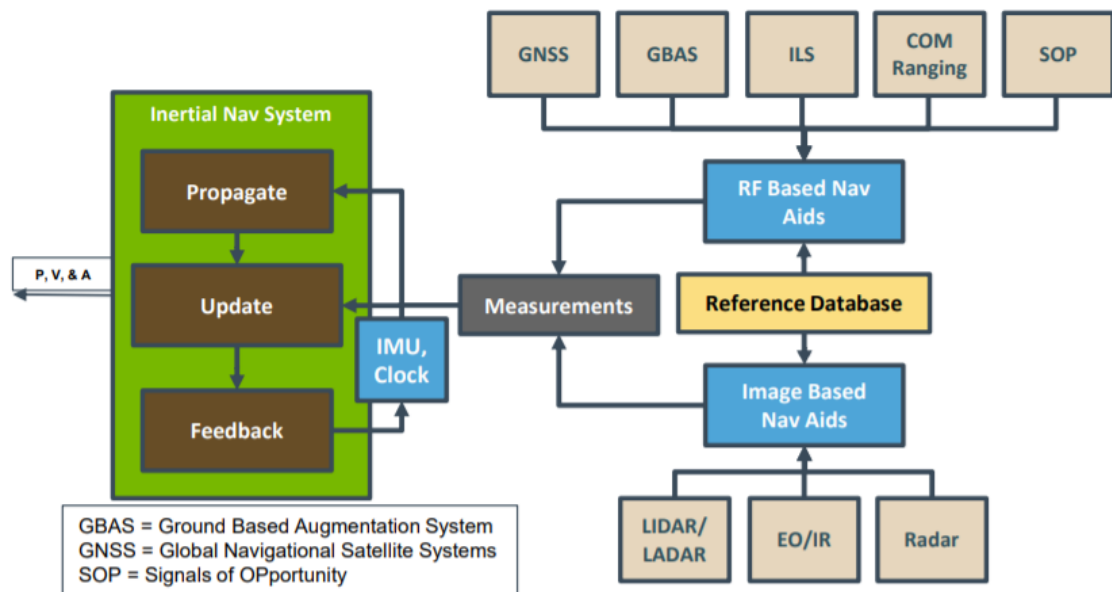 GNSS
GBAS
ILS
COM
Ranging
SOP
Inertial Nav System
Propagate
RF Based Nav
Aids
P, V, & A
Update
Measurements
Reference Database
IMU,
Clock
Image Based
Nav Aids
Feedback
LIDAR/
LADAR
EO/IR
Radar
GBAS = Ground Based Augmentation System
GNSS = Global Navigational Satellite Systems
SOP = Signals of OPportunity